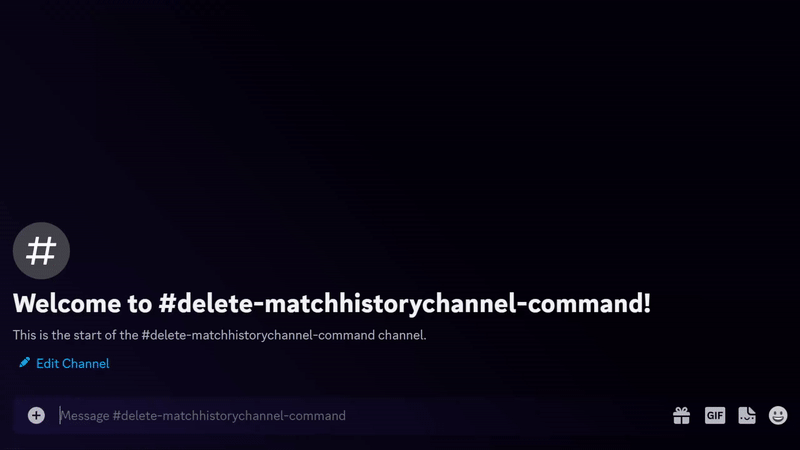 #
Welcome to #delete-matchhistorychannel-command!
This is the start of the #delete-matchhistorychannel-command channel.
Edit Channel
Message #delete-matchhistorychannel-command
GIF